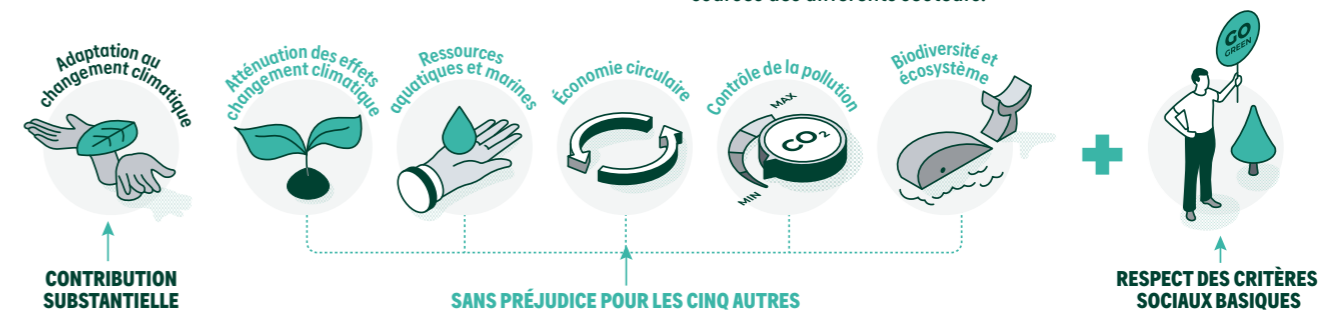 Adaptation au
changement climatique
Atténuation des effets
changement climatique
Ressources
aquatiques et marines
Économie circulaire
Contrôle de la pollution
MAX
CO₂
MIN
Biodiversité et
écosystème
GO
GREEN
CONTRIBUTION
SUBSTANTIELLE
SANS PRÉJUDICE POUR LES CINQ AUTRES
RESPECT DES CRITÈRES
SOCIAUX BASIQUES